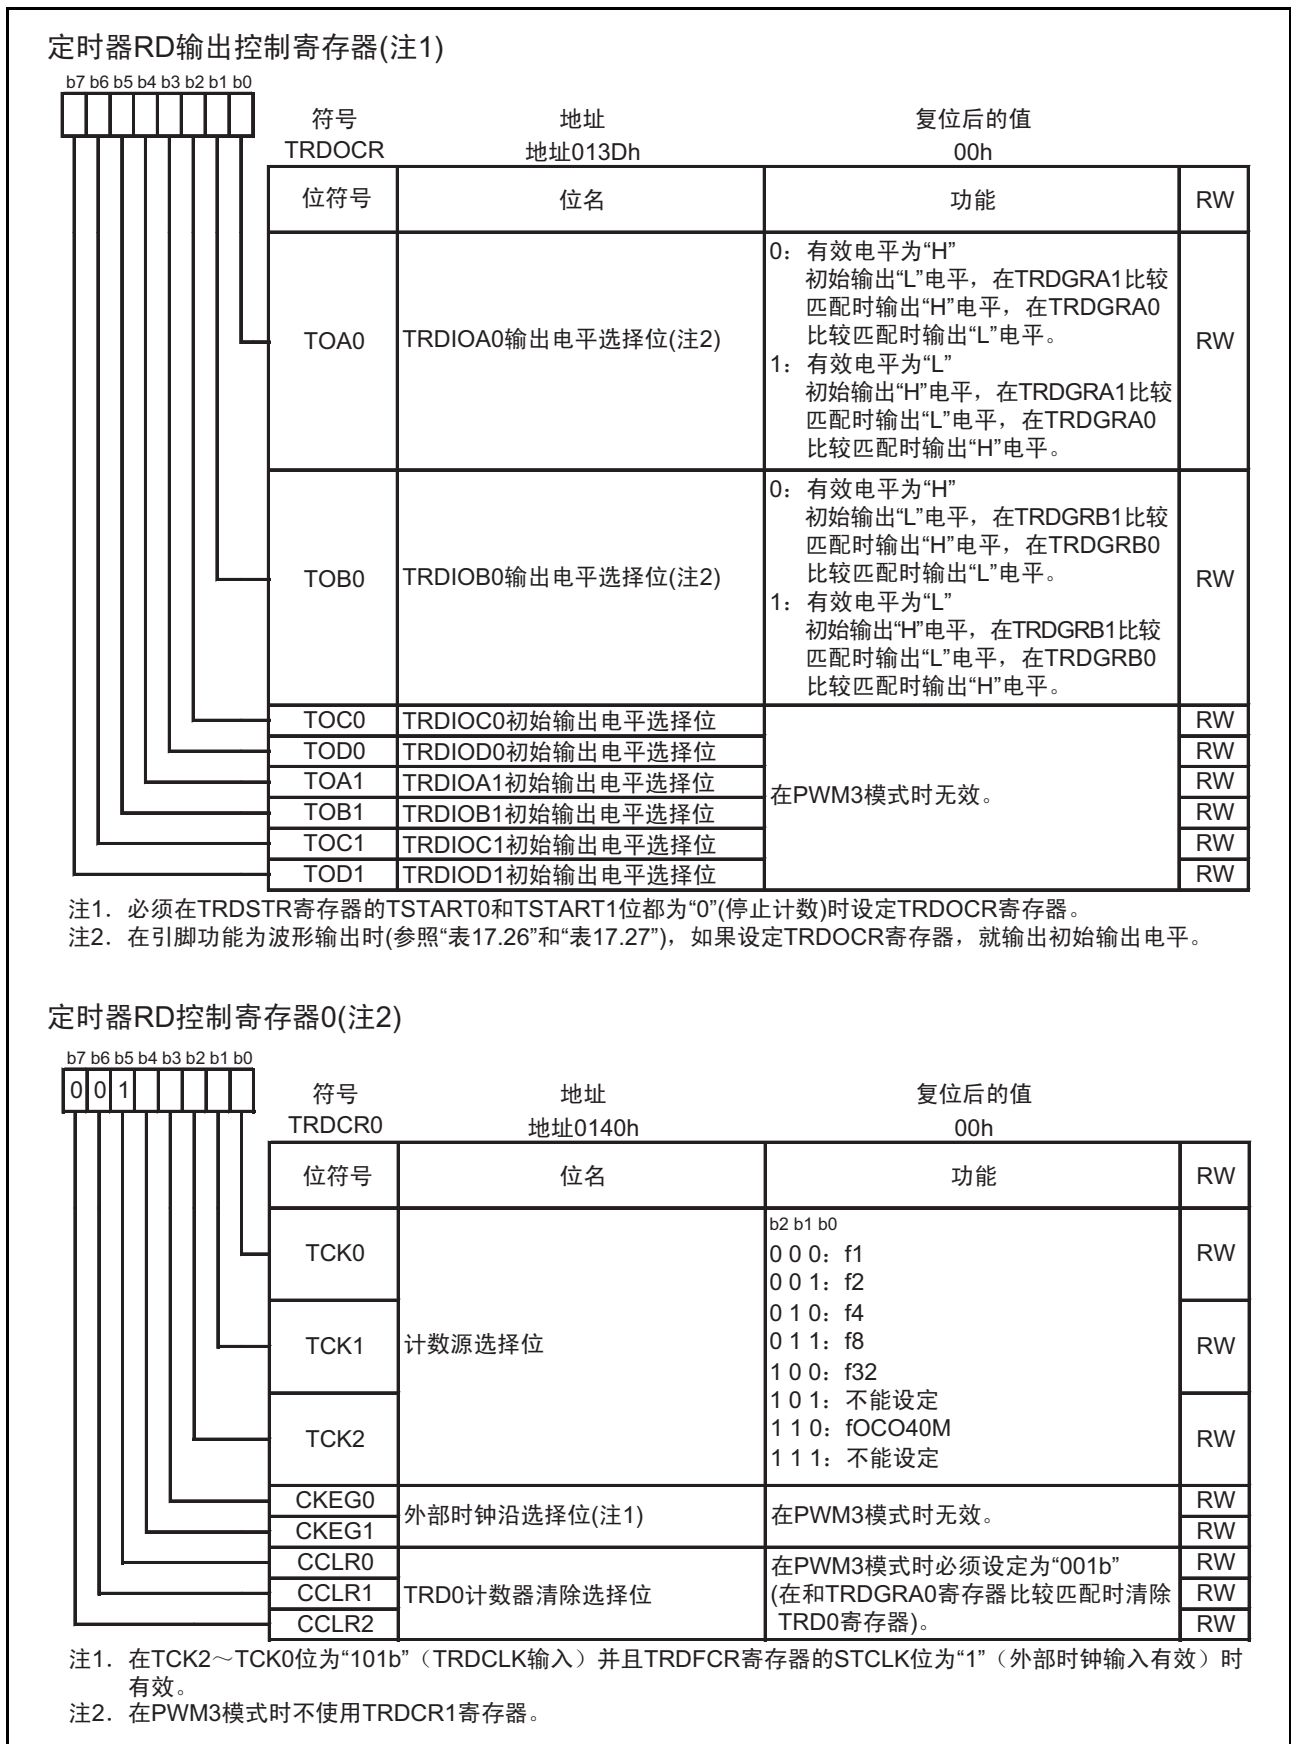 定时器RD输出控制寄存器(注1)
b7 b6 b5 b4 b3 b2 b1 b0
符号 地址 复位后的值
TRDOCR 地址013Dh 00h
位符号 位名 功能 RW
TOA0 TRDIOA0输出电平选择位(注2) RW
0：有效电平为“H”
初始输出“L”电平，在TRDGRA1比较
匹配时输出“H”电平，在TRDGRA0
比较匹配时输出“L”电平。
1：有效电平为“L”
初始输出“H”电平，在TRDGRA1比较
匹配时输出“L”电平，在TRDGRA0
比较匹配时输出“H”电平。
TOB0 TRDIOB0输出电平选择位(注2) RW
0：有效电平为“H”
初始输出“L”电平，在TRDGRB1比较
匹配时输出“H”电平，在TRDGRB0
比较匹配时输出“L”电平。
1：有效电平为“L”
初始输出“H”电平，在TRDGRB1比较
匹配时输出“L”电平，在TRDGRB0
比较匹配时输出“H”电平。
TOC0 TRDIOC0初始输出电平选择位 RW
TOD0 TRDIOD0初始输出电平选择位 RW
TOA1 TRDIOA1初始输出电平选择位 RW
在PWM3模式时无效。
TOB1 TRDIOB1初始输出电平选择位 RW
TOC1 TRDIOC1初始输出电平选择位 RW
TOD1 TRDIOD1初始输出电平选择位 RW
注1．必须在TRDSTR寄存器的TSTART0和TSTART1位都为“0”(停止计数)时设定TRDOCR寄存器。
注2．在引脚功能为波形输出时(参照“表17.26”和“表17.27”)，如果设定TRDOCR寄存器，就输出初始输出电平。
定时器RD控制寄存器0(注2)
b7 b6 b5 b4 b3 b2 b1 b0
0 0 1
符号 地址 复位后的值
TRDCR0 地址0140h 00h
位符号 位名 功能 RW
TCK0 RW
TCK1 计数源选择位 RW
TCK2 RW
b2 b1 b0
0 0 0：f1
0 0 1：f2
0 1 0：f4
0 1 1：f8
1 0 0：f32
1 0 1：不能设定
1 1 0：fOCO40M
1 1 1：不能设定
CKEG0 RW
外部时钟沿选择位(注1) 在PWM3模式时无效。
CKEG1 RW
CCLR0 在PWM3模式时必须设定为“001b” RW
CCLR1 TRD0计数器清除选择位 (在和TRDGRA0寄存器比较匹配时清除 RW
CCLR2 TRD0寄存器)。 RW
注1．在TCK2～TCK0位为“101b”（TRDCLK输入）并且TRDFCR寄存器的STCLK位为“1”（外部时钟输入有效）时
有效。
注2．在PWM3模式时不使用TRDCR1寄存器。